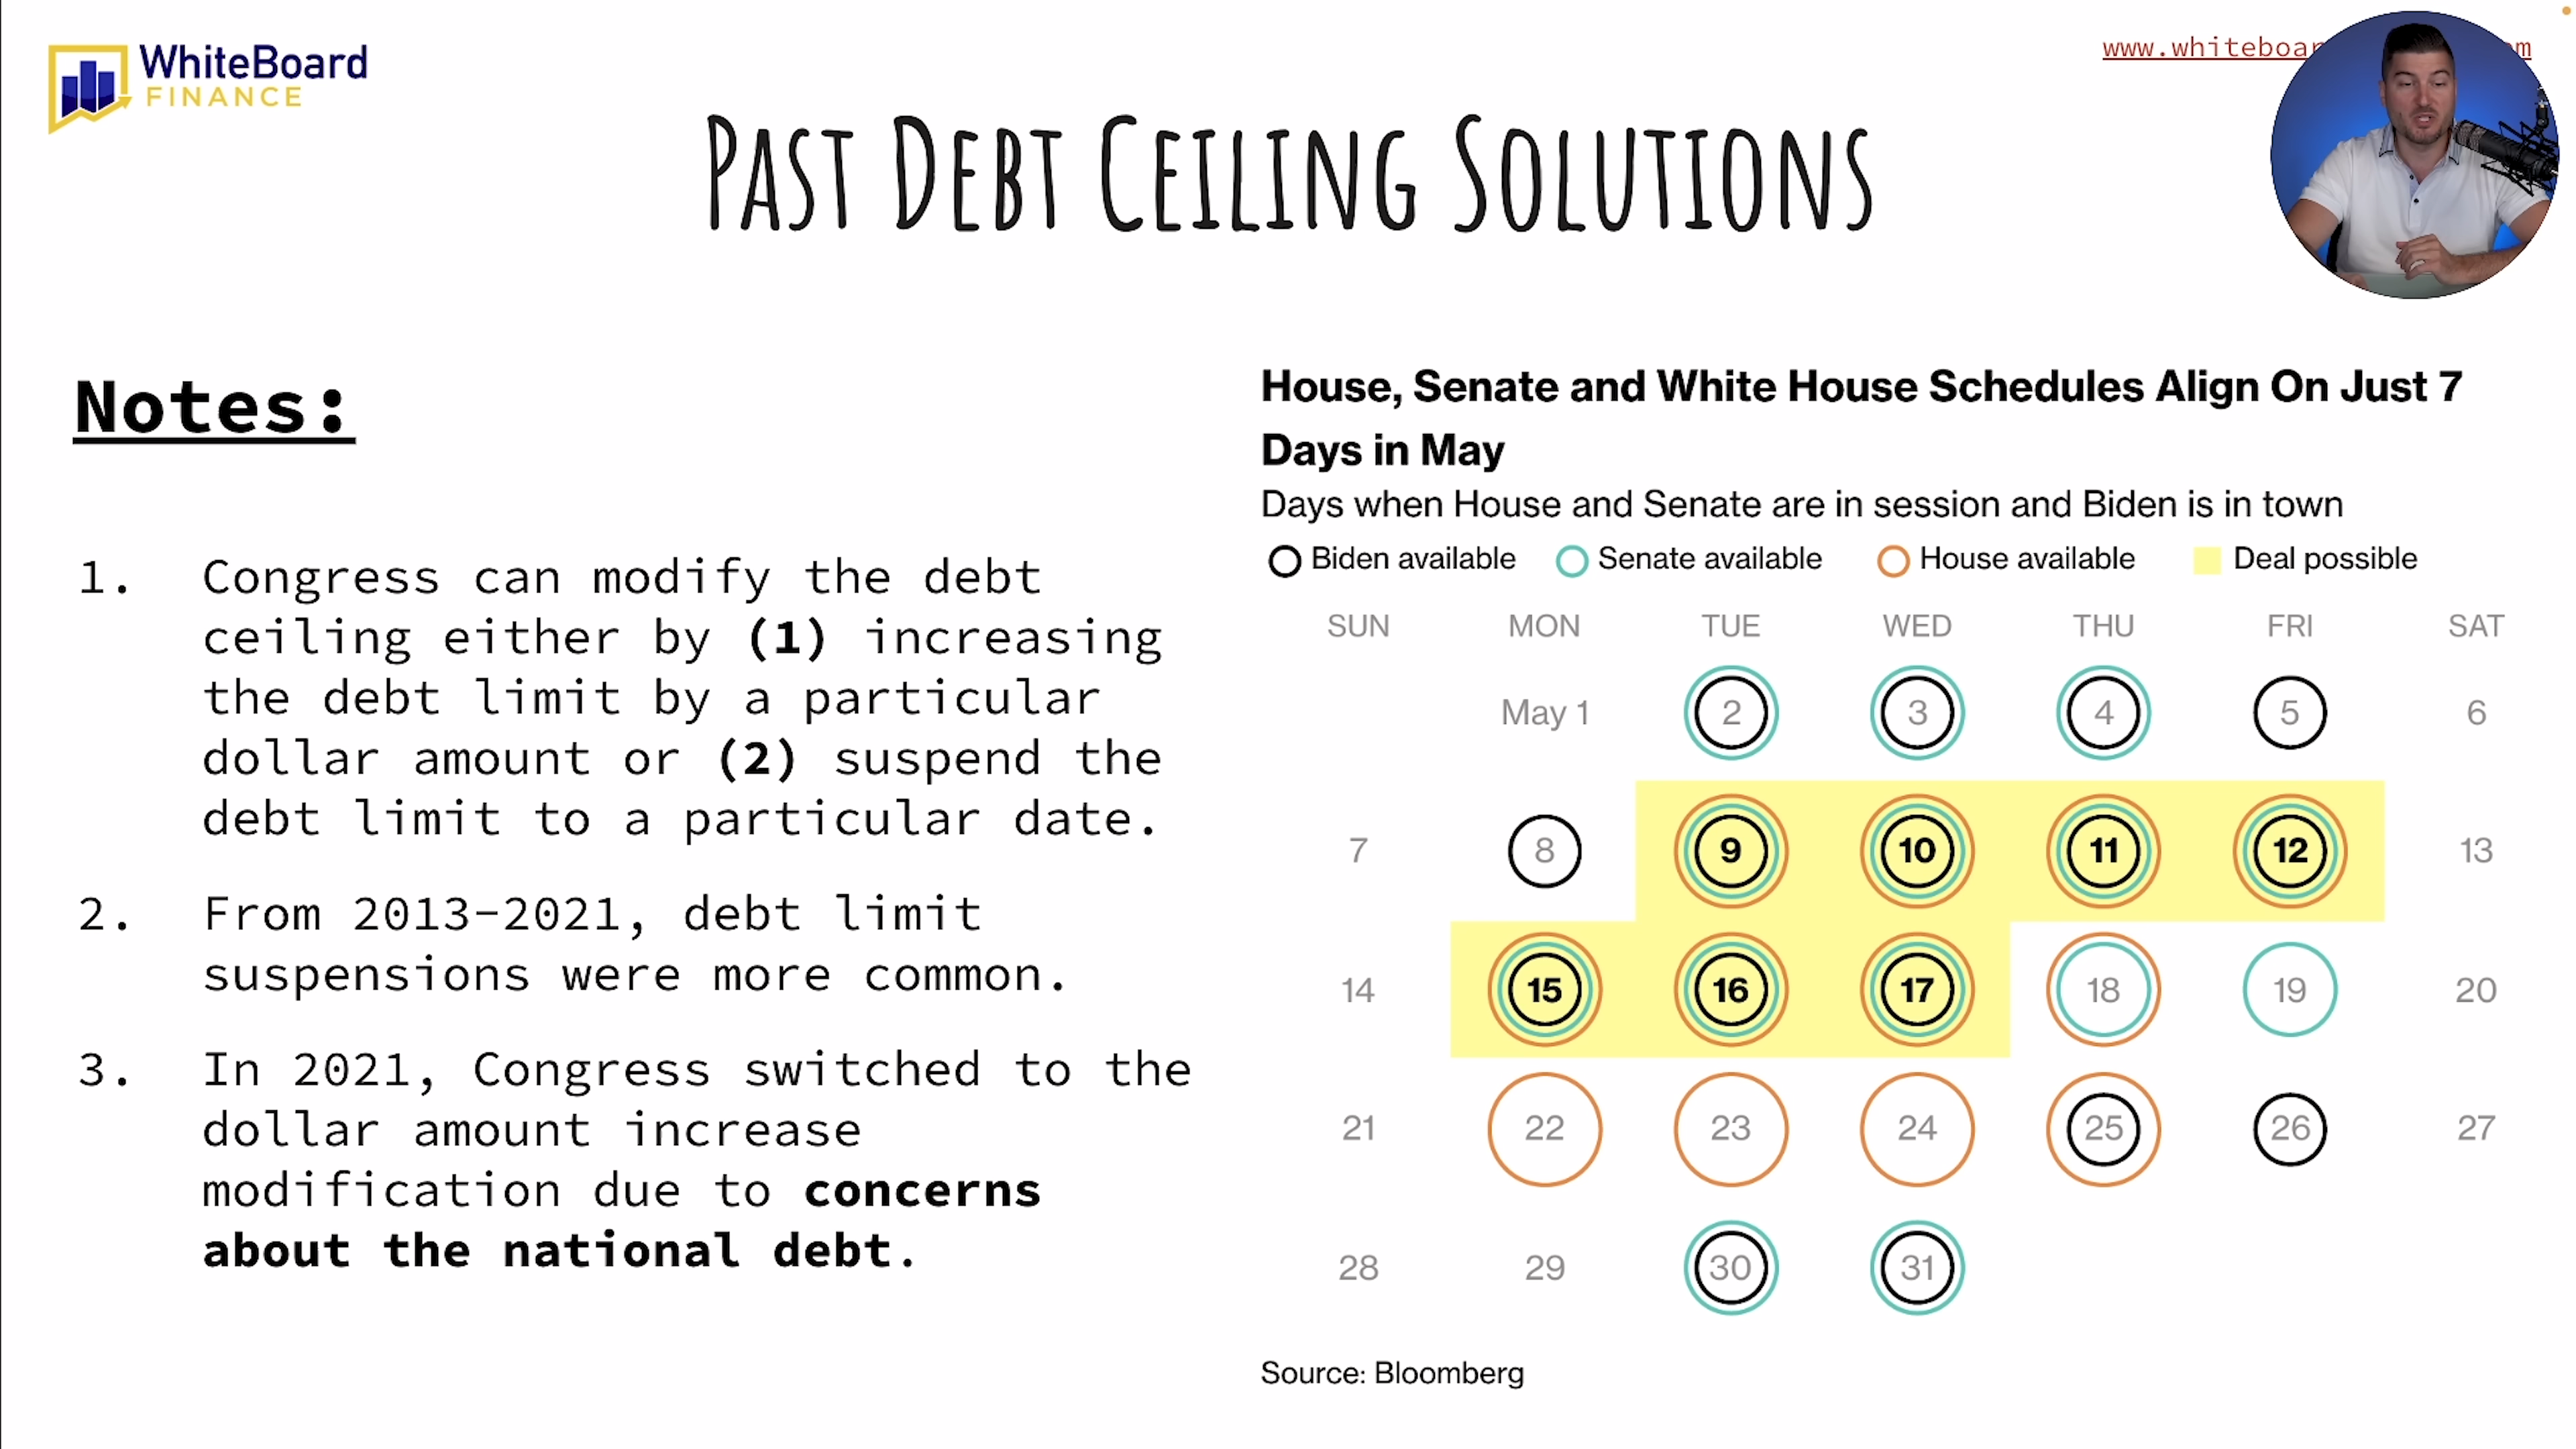 WhiteBoard
FINANCE
PAST DEBT CEILING SOLUTIONS
Notes:
1. Congress can modify the debt
ceiling either by (1) increasing
the debt limit by a particular
dollar amount or (2) suspend the
debt limit to a particular date.
2. From 2013-2021, debt limit
suspensions were more common.
3. In 2021, Congress switched to the
dollar amount increase
modification due to concerns
about the national debt.
House, Senate and White House Schedules Align On Just 7
Days in May
Days when House and Senate are in session and Biden is in town
Biden available Senate available House available Deal possible
SUN MON TUE WED THU FRI SAT
May 1 2 3 4 5 6
7 8 9 10 11 12 13
14 15 16 17 18 19 20
21 22 23 24 25 26 27
28 29 30 31
Source: Bloomberg